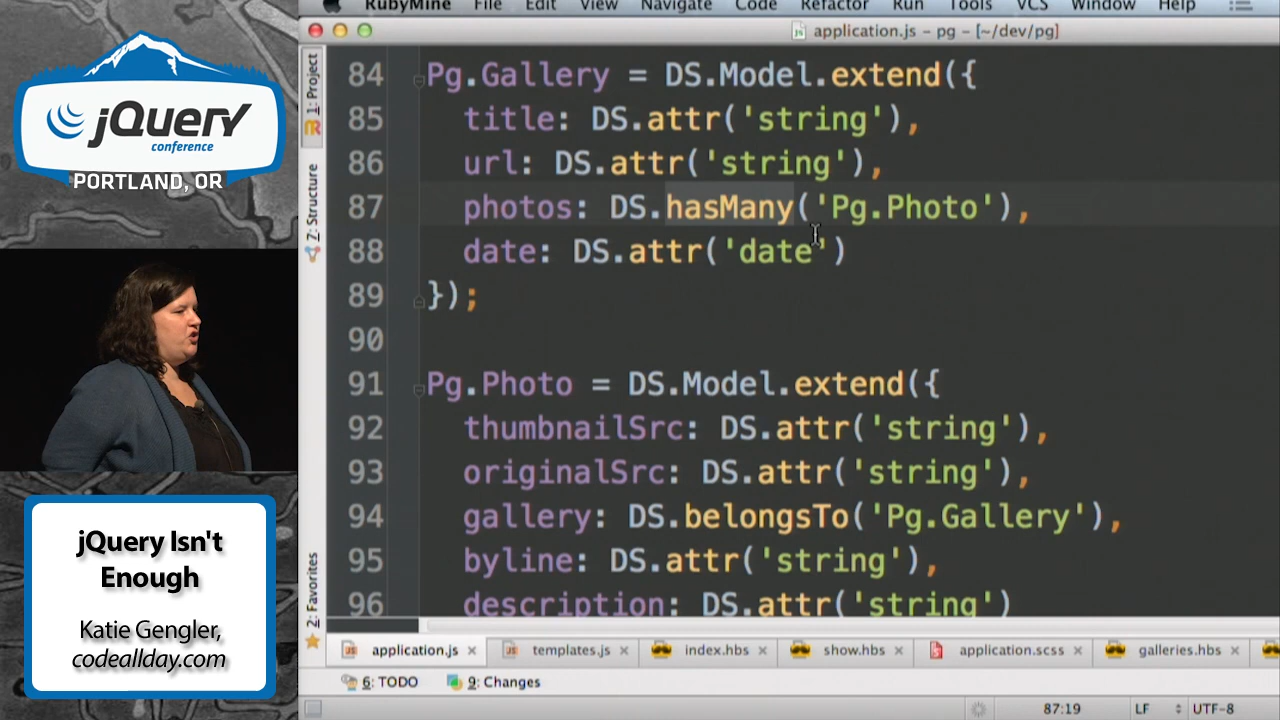 jQuery
conference
PORTLAND, OR
jQuery Isn't
Enough
Katie Gengler,
codeallday.com
RubyMine File Edit View Navigate Code Refactor Run Tools VCS Window Help
application.js – pg – [~/dev/pg]
1: Project
7: Structure
2: Favorites
84 Pg.Gallery = DS.Model.extend({
85 title: DS.attr('string'),
86 url: DS.attr('string'),
87 photos: DS.hasMany('Pg.Photo'),
88 date: DS.attr('date')
89 });
90
91 Pg.Photo = DS.Model.extend({
92 thumbnailSrc: DS.attr('string'),
93 originalSrc: DS.attr('string'),
94 gallery: DS.belongsTo('Pg.Gallery'),
95 byline: DS.attr('string'),
96 description: DS.attr('string')
application.js templates.js index.hbs show.hbs application.scss galleries.hbs
6: TODO 9: Changes
87:19 LF UTF-8